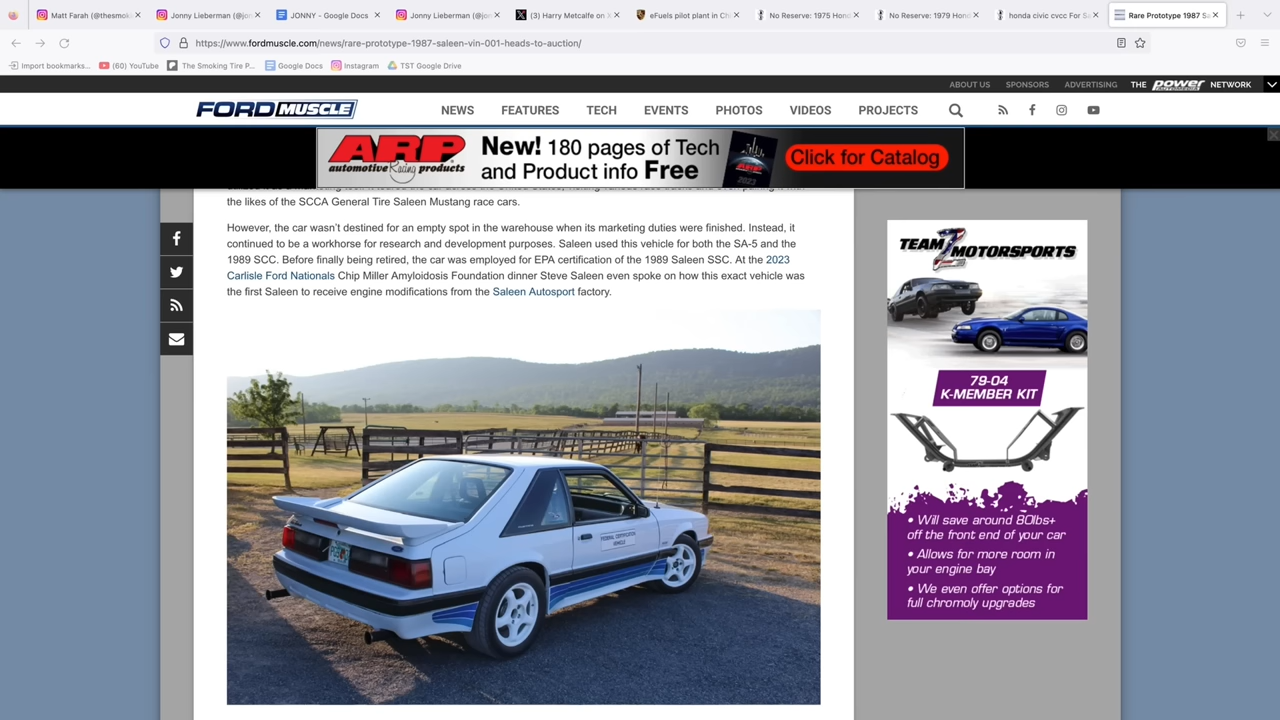 Matt Farah (@thesmok
Jonny Lieberman (@jon
JONNY - Google Docs
Jonny Lieberman (@jon
(3) Harry Metcalfe on X
eFuels pilot plant in Chi
No Reserve: 1975 Hond
No Reserve: 1979 Hond
honda civic cvcc For Sa
Rare Prototype 1987 Sa
https://www.fordmuscle.com/news/rare-prototype-1987-saleen-vin-001-heads-to-auction/
Import bookmarks...
(60) YouTube
The Smoking Tire P...
Google Docs
Instagram
TST Google Drive
ABOUT US
SPONSORS
ADVERTISING
THE power NETWORK
FORD MUSCLE
NEWS
FEATURES
TECH
EVENTS
PHOTOS
VIDEOS
PROJECTS
ARP
automotive Racing products
New! 180 pages of Tech
and Product info Free
Click for Catalog
the likes of the SCCA General Tire Saleen Mustang race cars.
However, the car wasn't destined for an empty spot in the warehouse when its marketing duties were finished. Instead, it
continued to be a workhorse for research and development purposes. Saleen used this vehicle for both the SA-5 and the
1989 SCC. Before finally being retired, the car was employed for EPA certification of the 1989 Saleen SSC. At the 2023
Carlisle Ford Nationals Chip Miller Amyloidosis Foundation dinner Steve Saleen even spoke on how this exact vehicle was
the first Saleen to receive engine modifications from the Saleen Autosport factory.
FEDERAL CERTIFICATION
VEHICLE
TEAM Z
MOTORSPORTS
79-04
K-MEMBER KIT
• Will save around 80lbs+
off the front end of your car
• Allows for more room in
your engine bay
• We even offer options for
full chromoly upgrades